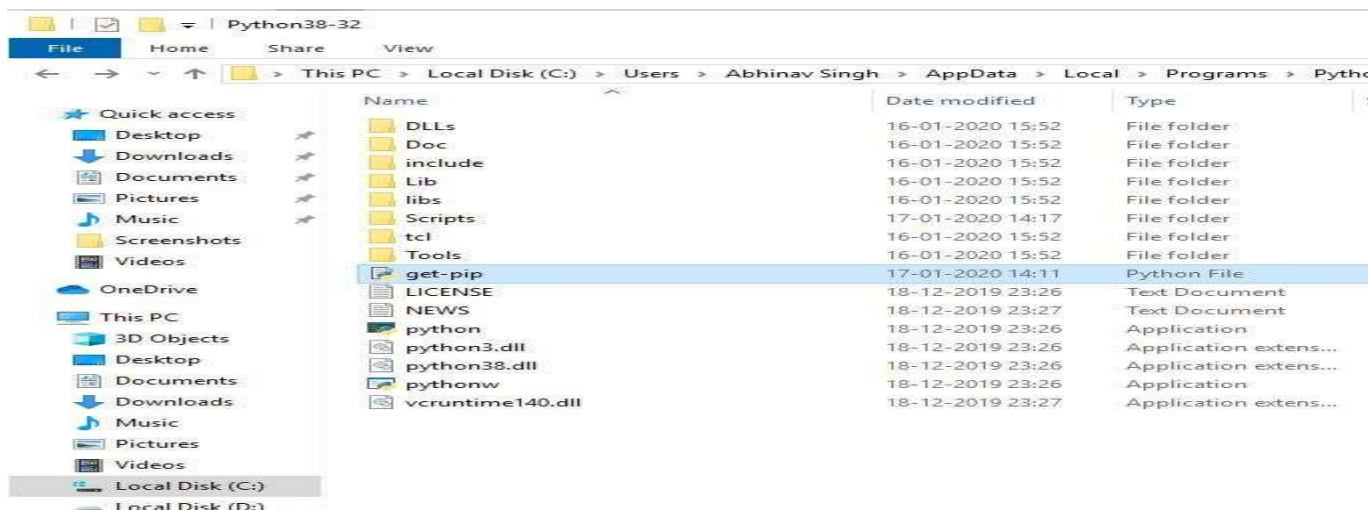 Python38-32
File Home Share View
This PC > Local Disk (C:) > Users > Abhinav Singh > AppData > Local > Programs > Pytho
Name Date modified Type
Quick access
Desktop
Downloads
Documents
Pictures
Music
Screenshots
Videos
OneDrive
This PC
3D Objects
Desktop
Documents
Downloads
Music
Pictures
Videos
Local Disk (C:)
Local Disk (D:)
DLLs 16-01-2020 15:52 File folder
Doc 16-01-2020 15:52 File folder
include 16-01-2020 15:52 File folder
Lib 16-01-2020 15:52 File folder
libs 16-01-2020 15:52 File folder
Scripts 17-01-2020 14:17 File folder
tcl 16-01-2020 15:52 File folder
Tools 16-01-2020 15:52 File folder
get-pip 17-01-2020 14:11 Python File
LICENSE 18-12-2019 23:26 Text Document
NEWS 18-12-2019 23:27 Text Document
python 18-12-2019 23:26 Application
python3.dll 18-12-2019 23:26 Application extens...
python38.dll 18-12-2019 23:26 Application extens...
pythonw 18-12-2019 23:26 Application
vcruntime140.dll 18-12-2019 23:27 Application extens...